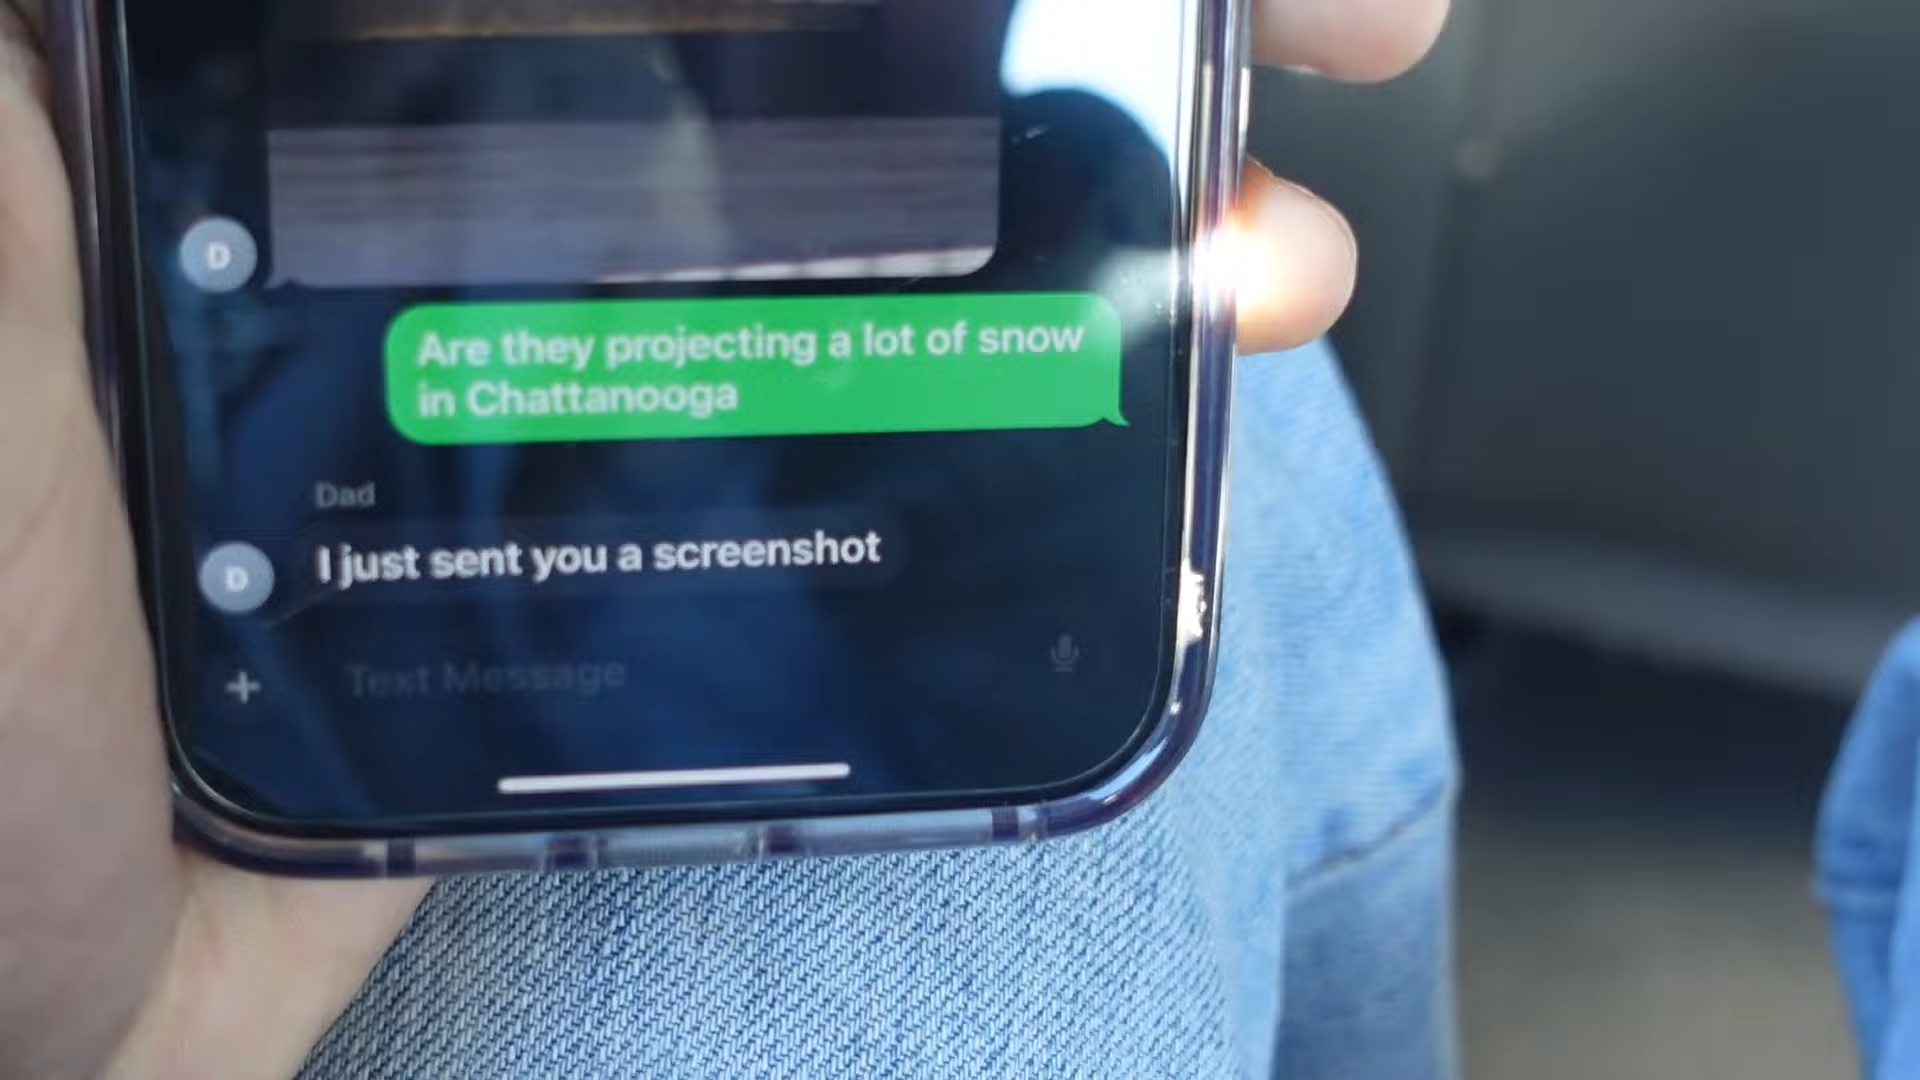 D
Are they projecting a lot of snow
in Chattanooga
Dad
I just sent you a screenshot
D
Text Message